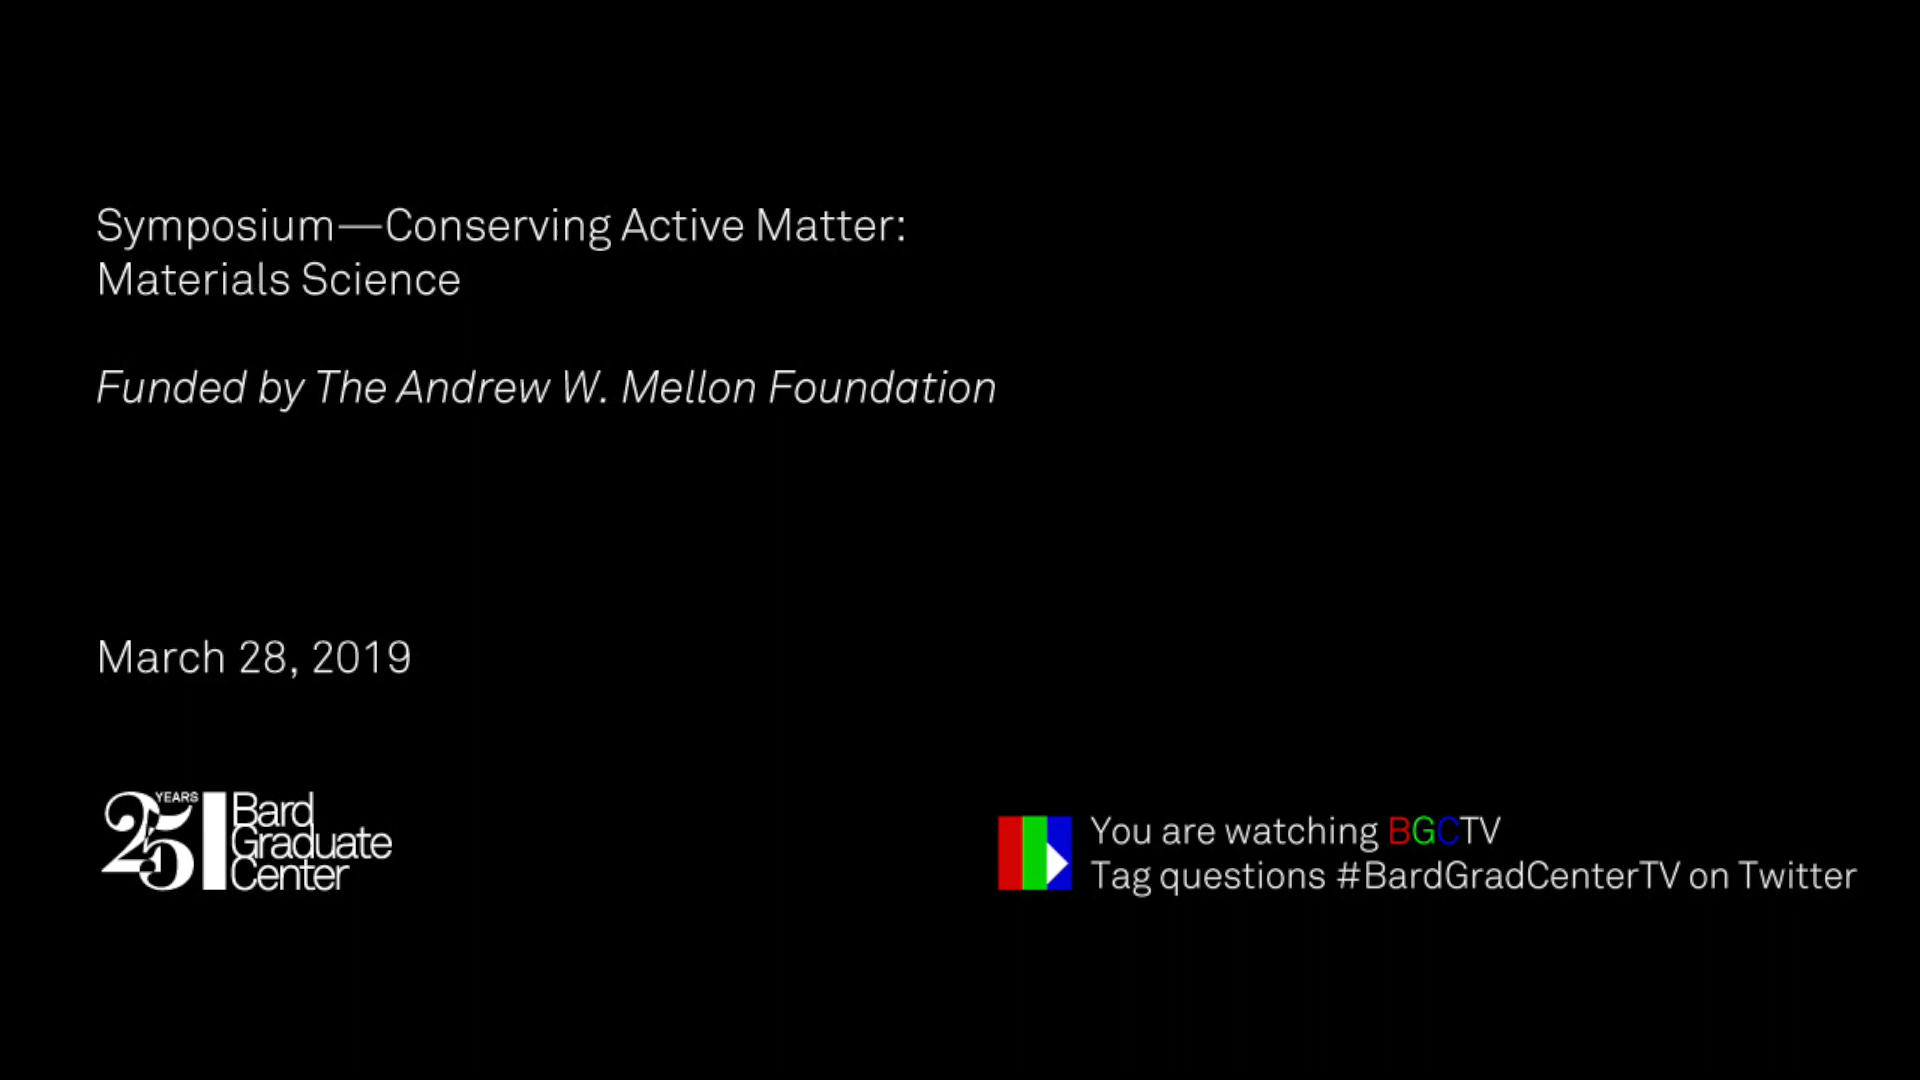 Symposium—Conserving Active Matter:
Materials Science
Funded by The Andrew W. Mellon Foundation
March 28, 2019
25 YEARS
Bard
Graduate
Center
You are watching BGCTV
Tag questions #BardGradCenterTV on Twitter